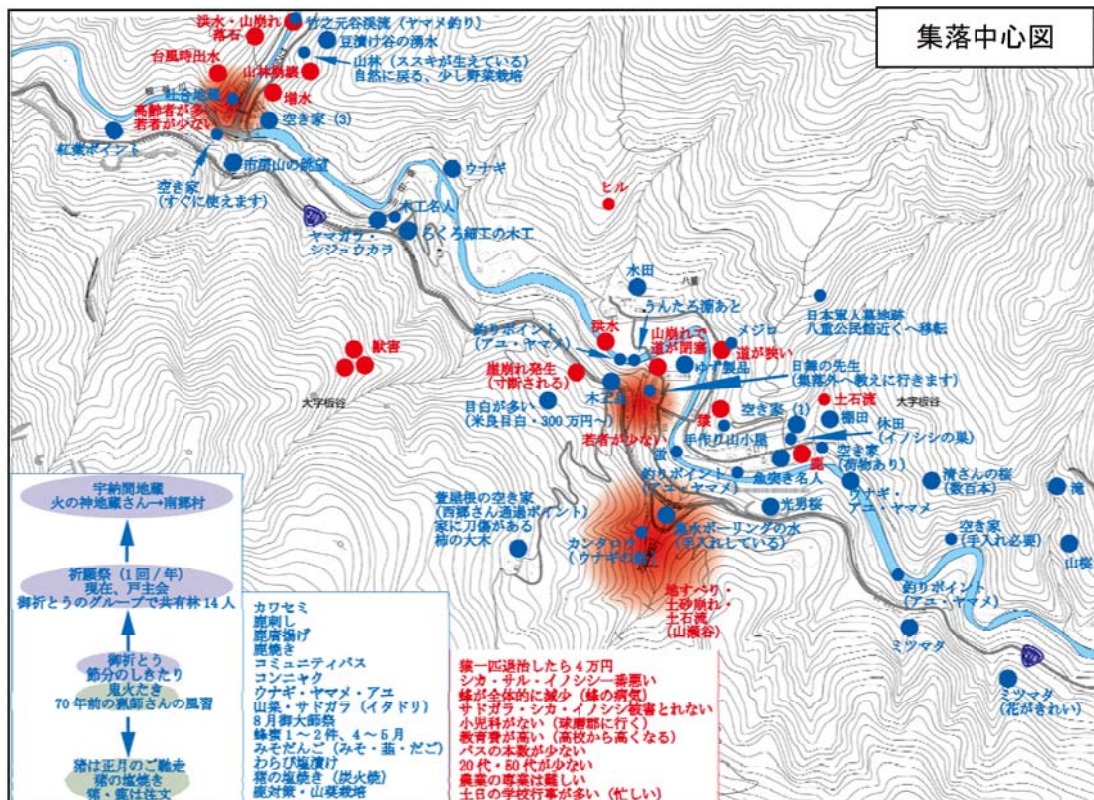 集落中心図
洪水・山崩れ
落石
竹之元谷渓流（ヤマメ釣り）
豆漬け谷の湧水
台風時出水
山林（ススキが生えている）
自然に戻る、少し野菜栽培
山林崩壊
増水
高齢者が多い
若者が少ない
空き家（3）
紅葉ポイント
市房山の眺望
空き家
（すぐに使えます）
ウナギ
木工名人
ろくろ細工の木工
ヤマガラ・
シジュウカラ
ヒル
水田
八重
うんたろ淵あと
日本軍人墓地跡
八重公民館近くへ移転
釣りポイント
（アユ・ヤマメ）
洪水
山崩れで
道が閉塞
メジロ
道が狭い
ゆず製品
日舞の先生
（集落外へ教えに行きます）
獣害
大字板谷
崖崩れ発生
（寸断される）
目白が多い
（米良目白・300万円へ）
若者が少ない
猿
手作り山小屋
空き家（1）
土石流
大字板谷
棚田
休田
（イノシシの巣）
空き家
（荷物あり）
鹿
魚突き名人
蛍
釣りポイント
（アユ・ヤマメ）
ウナギ・
アユ・ヤマメ
清さんの桜
（数百本）
滝
光男桜
萱屋根の空き家
（西郷さん通過ポイント）
家に刀傷がある
柿の大木
水ボーリングの水
（手入れしている）
カンタロウ
空き家
（手入れ必要）
山桜
釣りポイント
（アユ・ヤマメ）
ミツマタ
ミツマタ
（花がきれい）
地すべり・
土砂崩れ・
土石流
（山瀬谷）
宇納間地蔵
火の神地蔵さん→南郷村
祈願祭（1回/年）
現在、戸主会
御祈とうのグループで共有林14人
御祈とう
節分のしきたり
鬼火たき
70年前の猟師さんの風習
猪は正月のご馳走
猪の塩焼き
猪・鹿は注文
カワセミ
鹿刺し
鹿唐揚げ
鹿焼き
コミュニティバス
コンニャク
ウナギ・ヤマメ・アユ
山菜・サドガラ（イタドリ）
8月御大師祭
蜂蜜1～2件、4～5月
みそだんご（みそ・韮・だご）
わらび塩漬け
猪の塩焼き（炭火焼）
鹿対策・山菜栽培
猿一匹退治したら4万円
シカ・サル・イノシシ一番悪い
蜂が全体的に減少（蜂の病気）
サドガラ・シカ・イノシシ被害とれない
小児科がない（球磨郡に行く）
教育費が高い（高校から高くなる）
バスの本数が少ない
20代・50代が少ない
農業の専業は難しい
土日の学校行事が多い（忙しい）